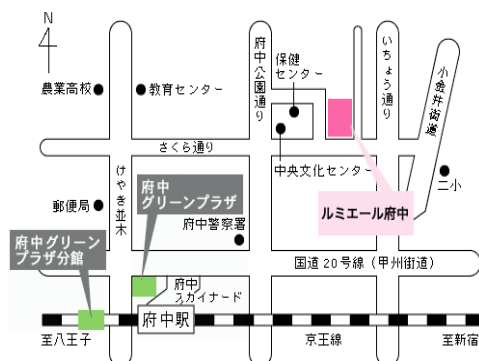 N
農業高校
教育センター
府中公園通り
保健
センター
いちょう通り
小金井街道
さくら通り
中央文化センター
けやき並木
府中
グリーンプラザ
ルミエール府中
二小
郵便局
府中警察署
府中グリーン
プラザ分館
国道20号線（甲州街道）
府中
スカイナード
府中駅
至八王子
京王線
至新宿